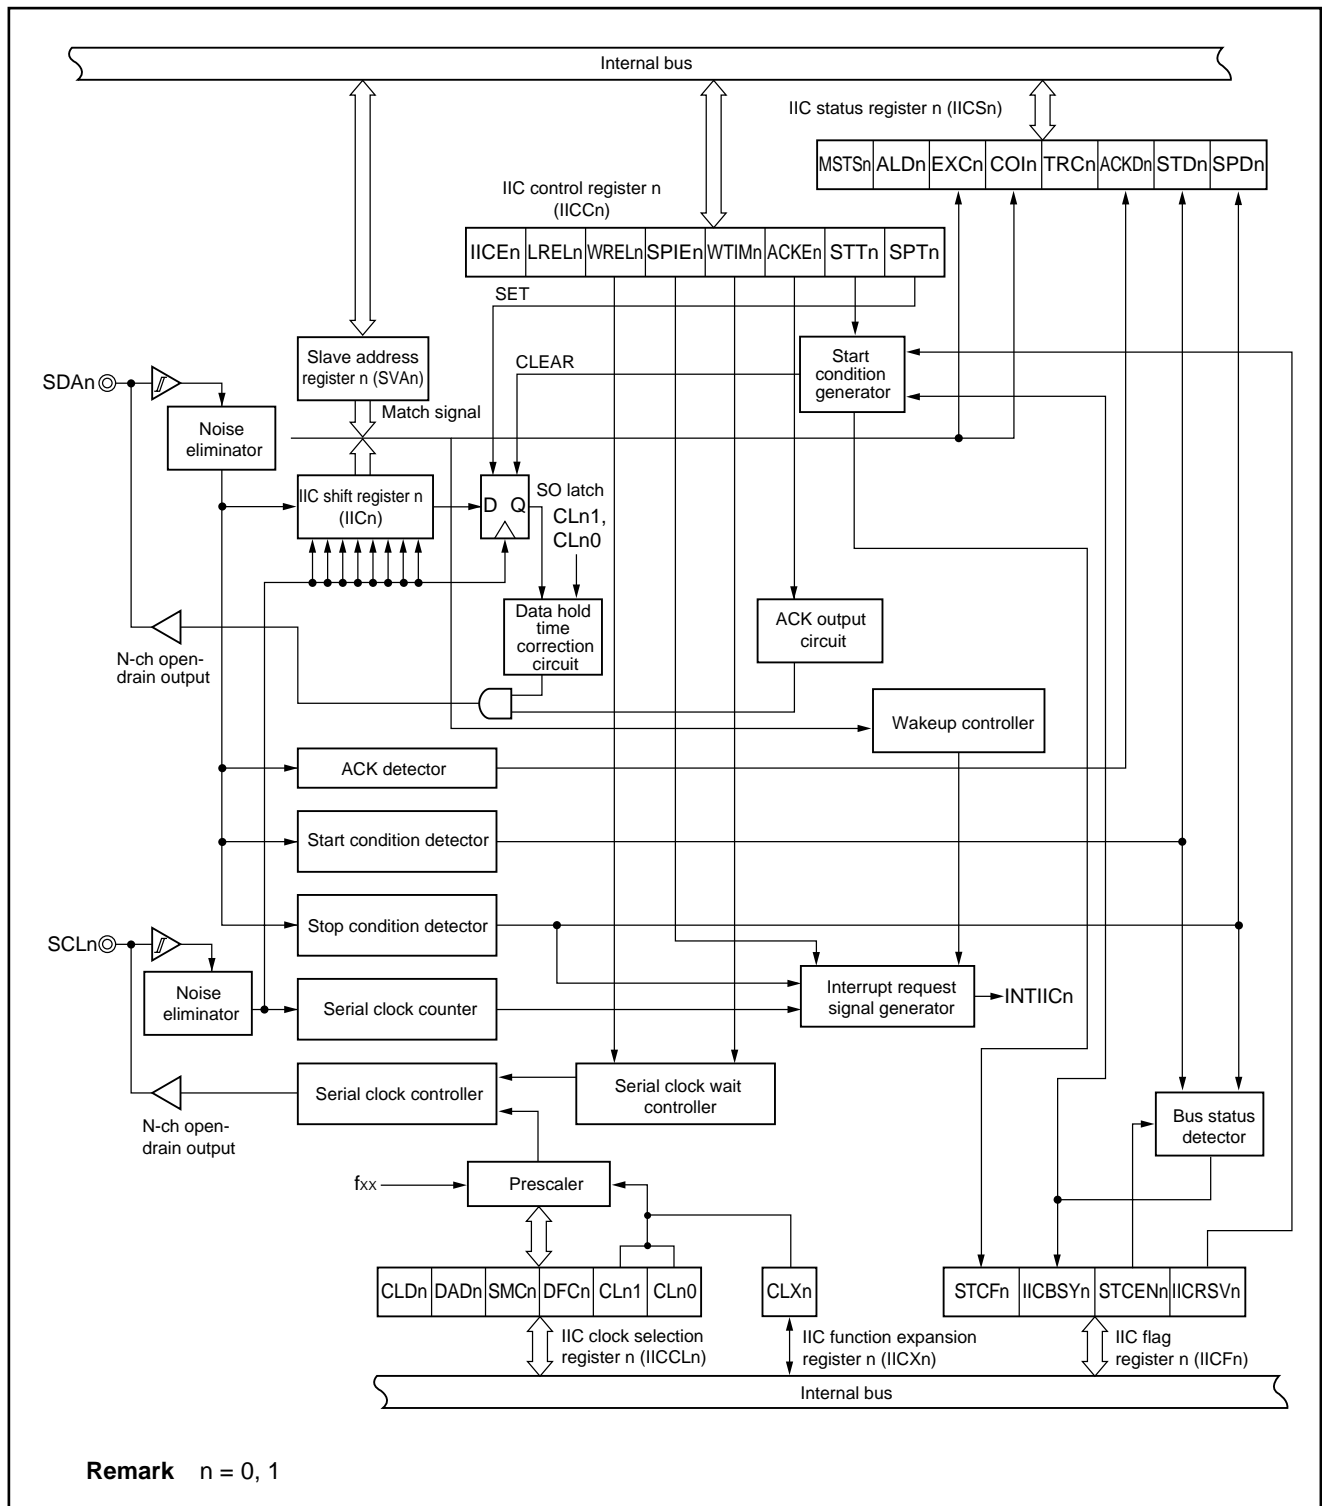 Internal bus
IIC status register n (IICSn)
MSTSn ALDn EXCn COIn TRCn ACKDn STDn SPDn
IIC control register n
(IICCn)
IICEn LRELn WRELn SPIEn WTIMn ACKEn STTn SPTn
SET
Slave address
register n (SVAn)
CLEAR
Start
condition
generator
SDAn
Match signal
Noise
eliminator
IIC shift register n
(IICn)
D Q
SO latch
CLn1,
CLn0
Data hold
time
correction
circuit
ACK output
circuit
N-ch open-
drain output
Wakeup controller
ACK detector
Start condition detector
Stop condition detector
SCLn
Noise
eliminator
Serial clock counter
Interrupt request
signal generator
INTIICn
Serial clock controller
Serial clock wait
controller
N-ch open-
drain output
Bus status
detector
fxx
Prescaler
CLDn DADn SMCn DFCn CLn1 CLn0
CLXn
STCFn IICBSYn STCENn IICRSVn
IIC clock selection
register n (IICCLn)
IIC function expansion
register n (IICXn)
IIC flag
register n (IICFn)
Internal bus
Remark n = 0, 1